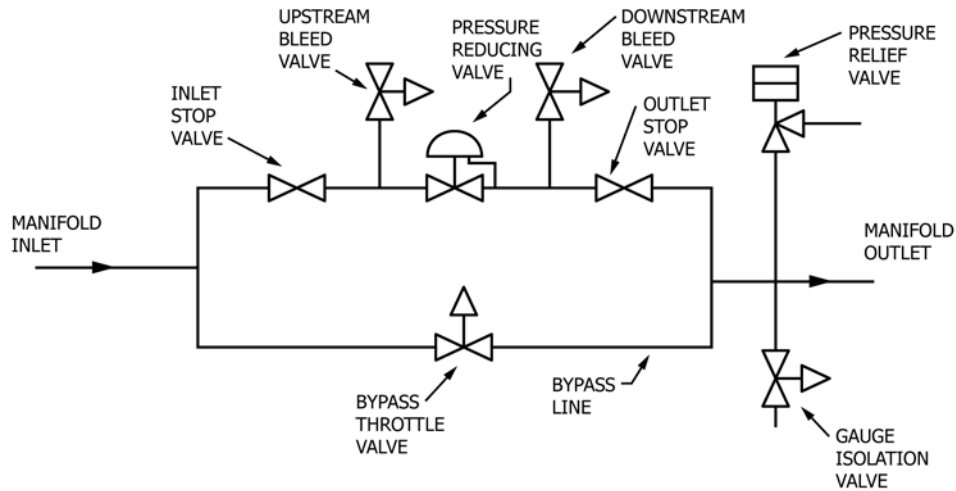 UPSTREAM
BLEED
VALVE
PRESSURE
REDUCING
VALVE
DOWNSTREAM
BLEED
VALVE
PRESSURE
RELIEF
VALVE
INLET
STOP
VALVE
OUTLET
STOP
VALVE
MANIFOLD
INLET
MANIFOLD
OUTLET
BYPASS
THROTTLE
VALVE
BYPASS
LINE
GAUGE
ISOLATION
VALVE